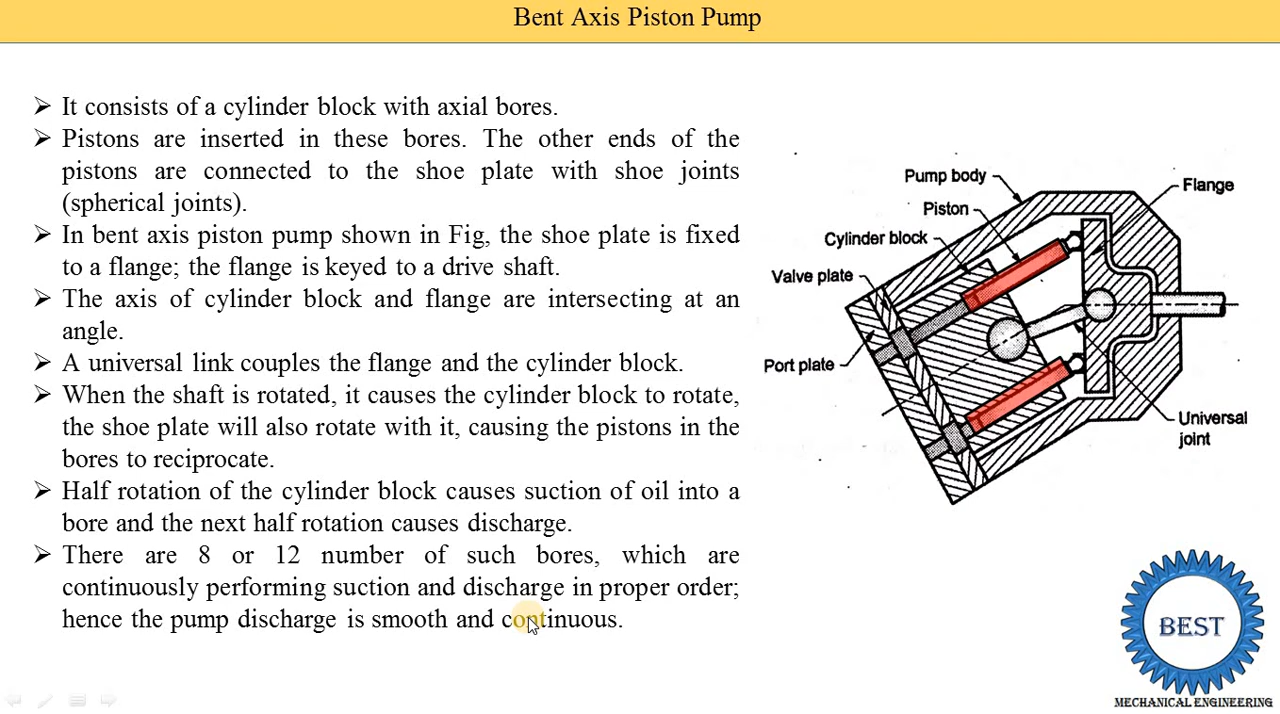 Bent Axis Piston Pump
➢ It consists of a cylinder block with axial bores.
➢ Pistons are inserted in these bores. The other ends of the
pistons are connected to the shoe plate with shoe joints
(spherical joints).
➢ In bent axis piston pump shown in Fig, the shoe plate is fixed
to a flange; the flange is keyed to a drive shaft.
➢ The axis of cylinder block and flange are intersecting at an
angle.
➢ A universal link couples the flange and the cylinder block.
➢ When the shaft is rotated, it causes the cylinder block to rotate,
the shoe plate will also rotate with it, causing the pistons in the
bores to reciprocate.
➢ Half rotation of the cylinder block causes suction of oil into a
bore and the next half rotation causes discharge.
➢ There are 8 or 12 number of such bores, which are
continuously performing suction and discharge in proper order;
hence the pump discharge is smooth and continuous.
Pump body
Flange
Piston
Cylinder block
Valve plate
Port plate
Universal
joint
BEST
MECHANICAL ENGINEERING